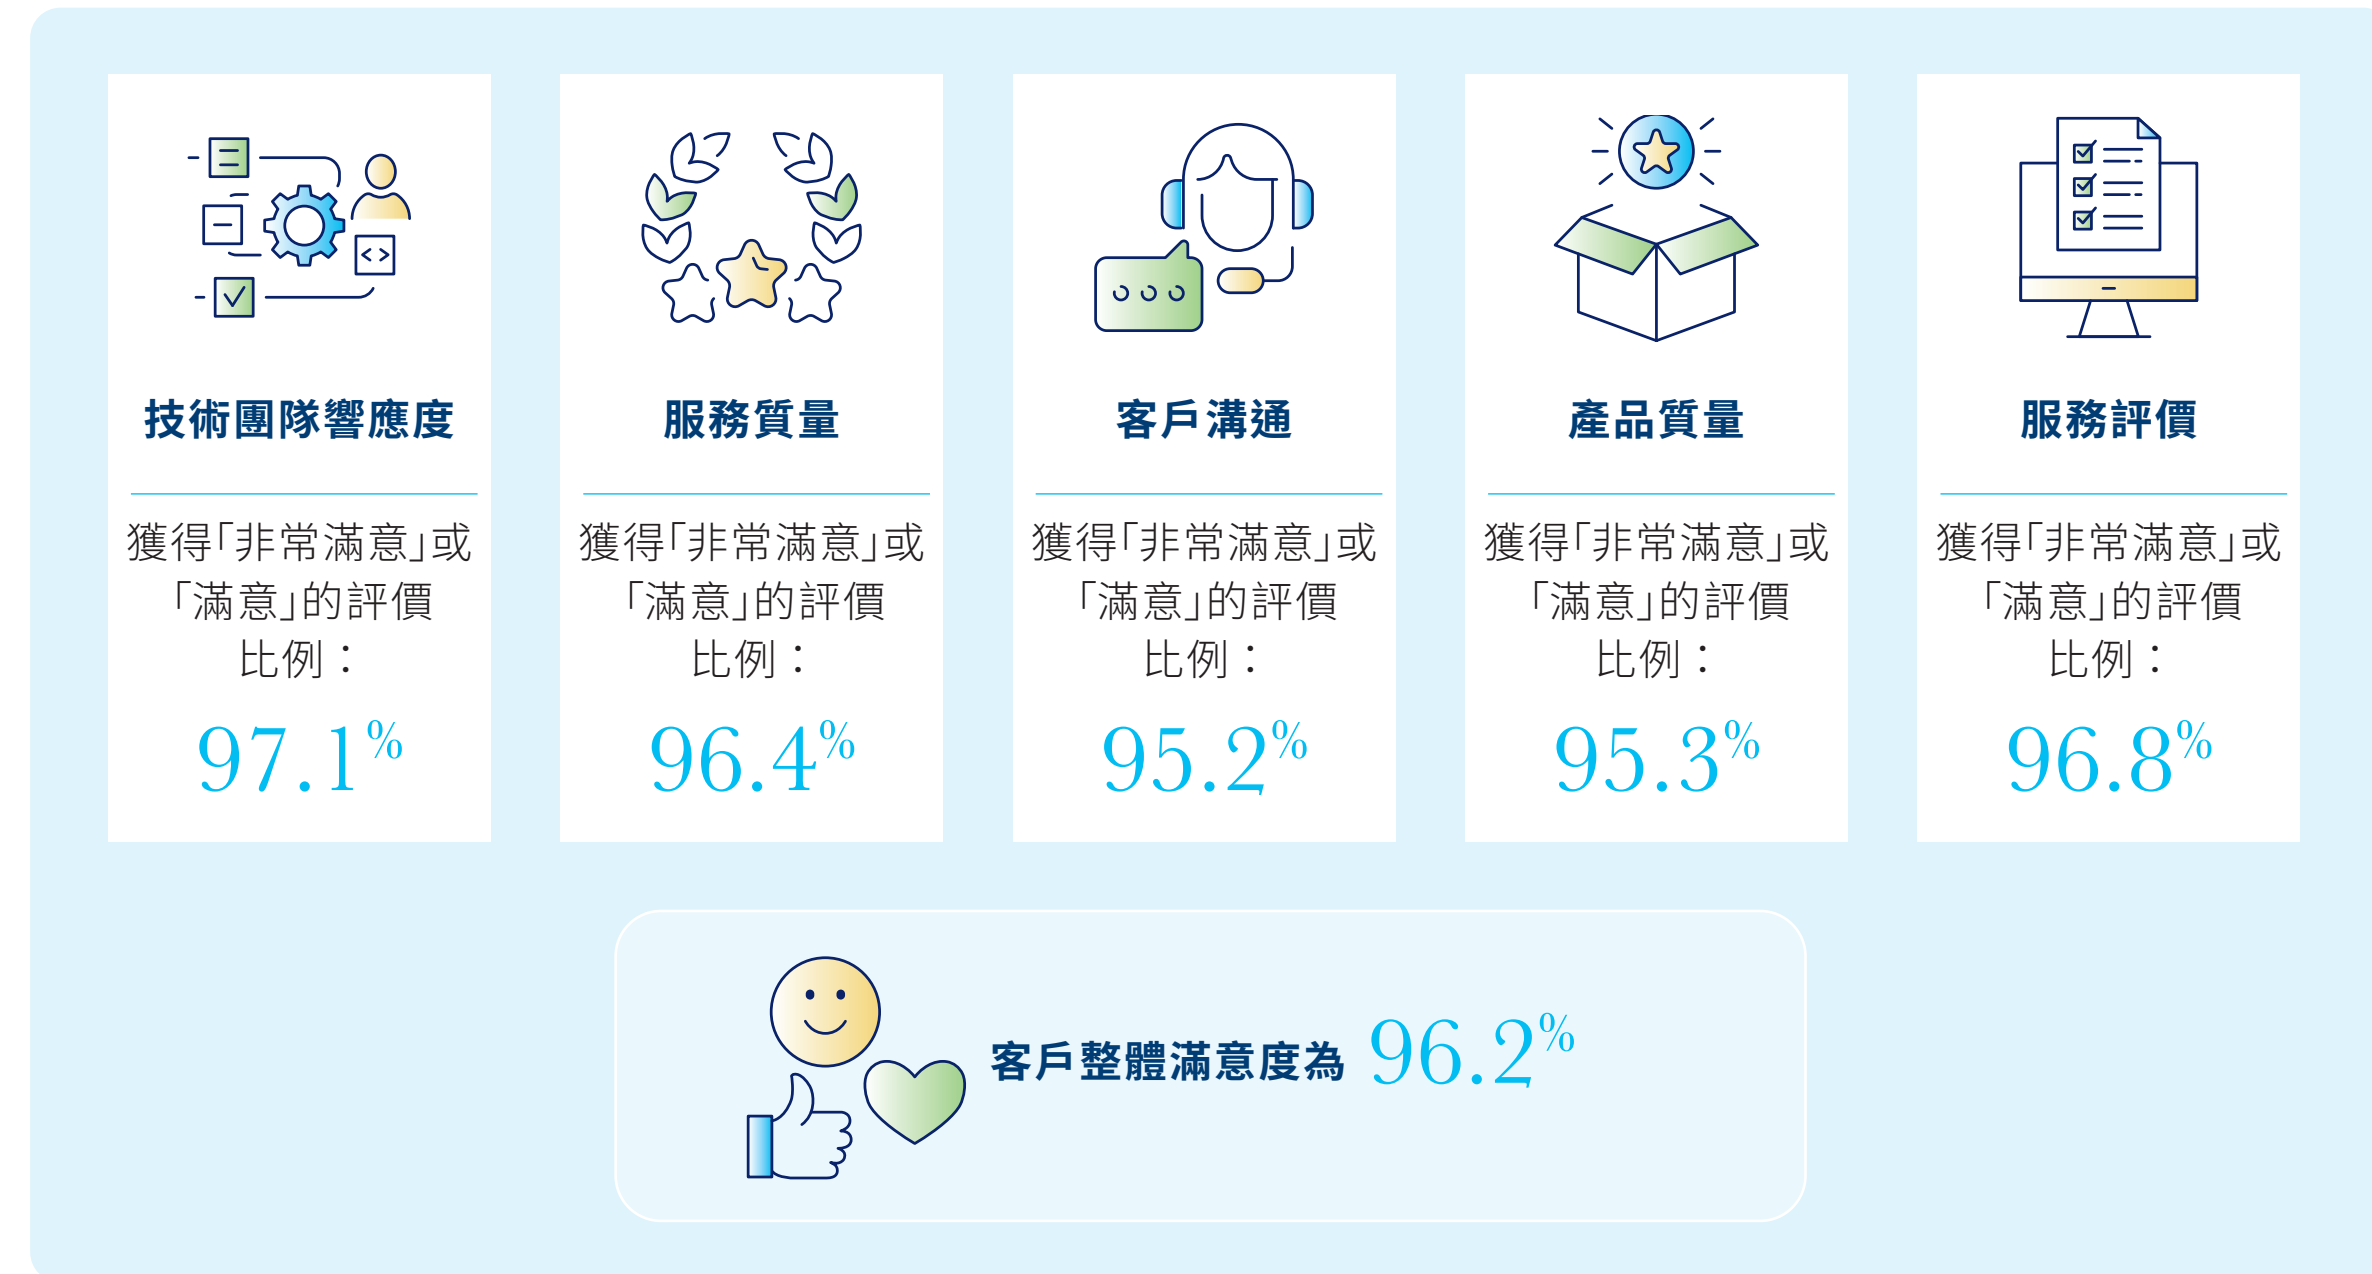 技術團隊響應度
獲得「非常滿意」或
「滿意」的評價
比例：
97.1%
服務質量
獲得「非常滿意」或
「滿意」的評價
比例：
96.4%
客戶溝通
獲得「非常滿意」或
「滿意」的評價
比例：
95.2%
產品質量
獲得「非常滿意」或
「滿意」的評價
比例：
95.3%
服務評價
獲得「非常滿意」或
「滿意」的評價
比例：
96.8%
客戶整體滿意度為 96.2%